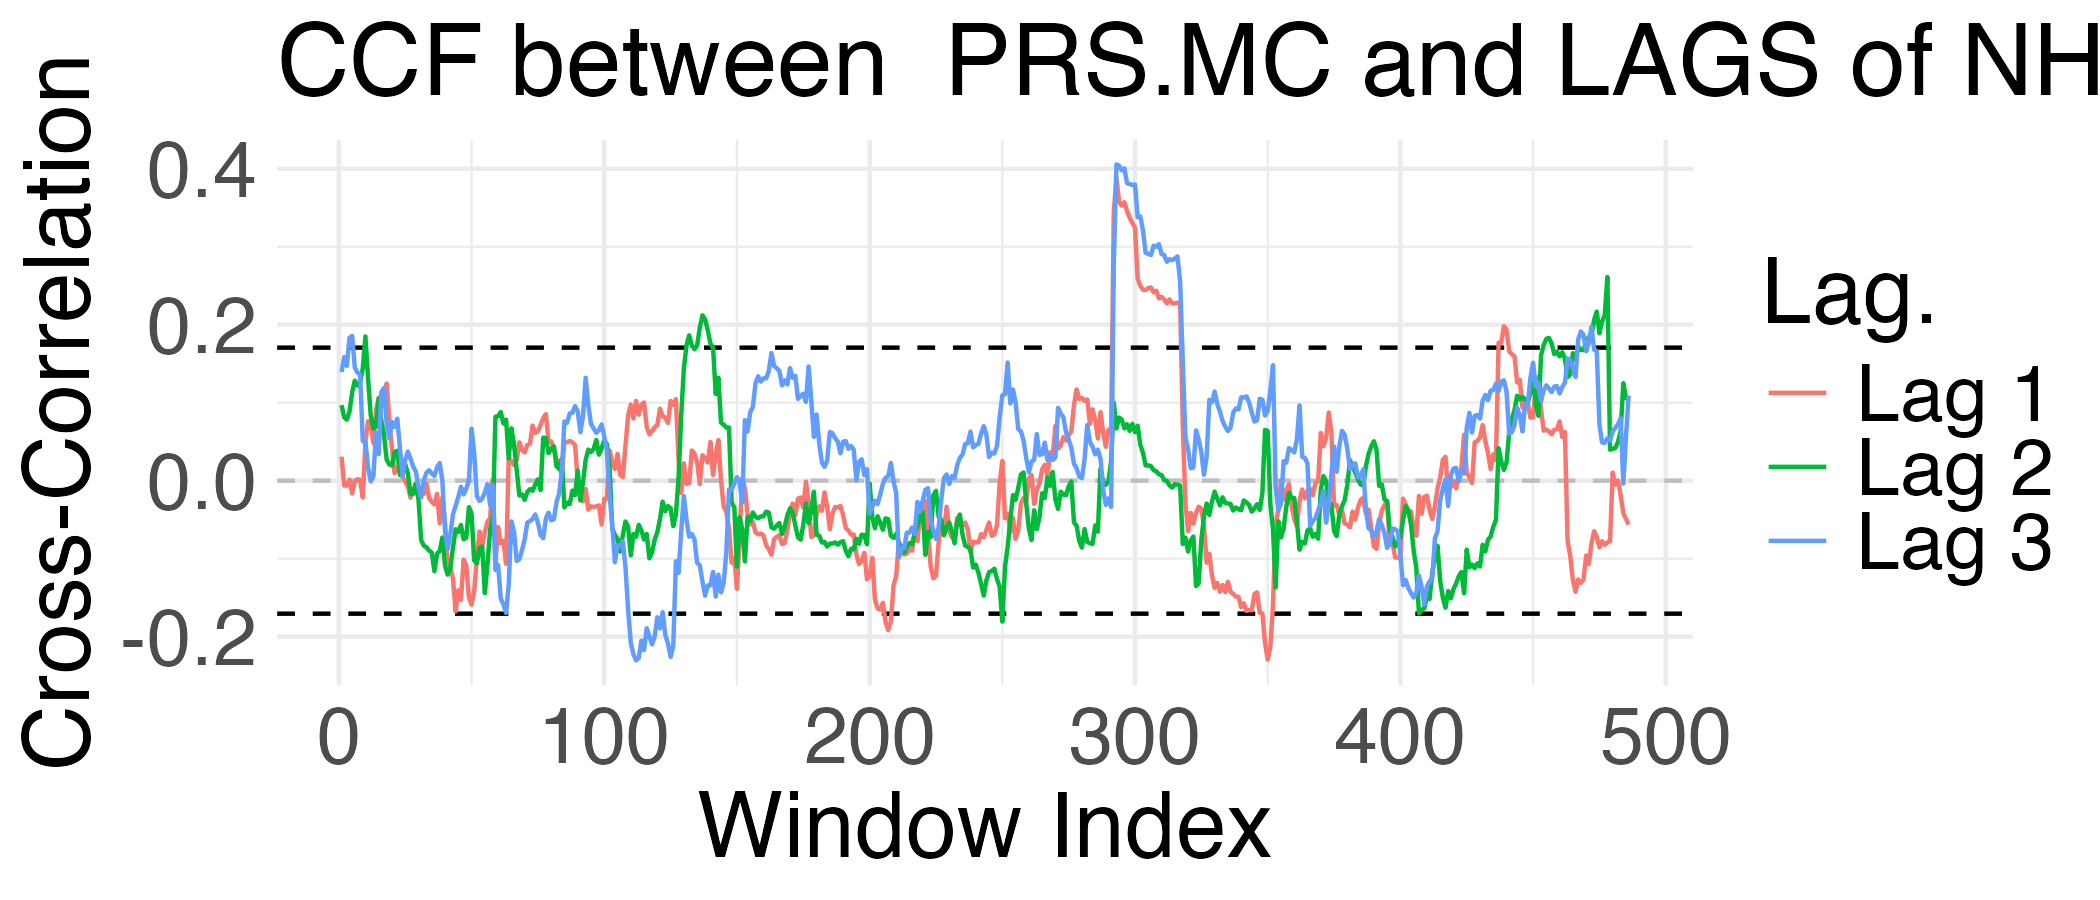 CCF between  PRS.MC and LAGS of NH
Cross-Correlation
0.4
0.2
0.0
-0.2
0 100 200 300 400 500
Window Index
Lag.
Lag 1
Lag 2
Lag 3